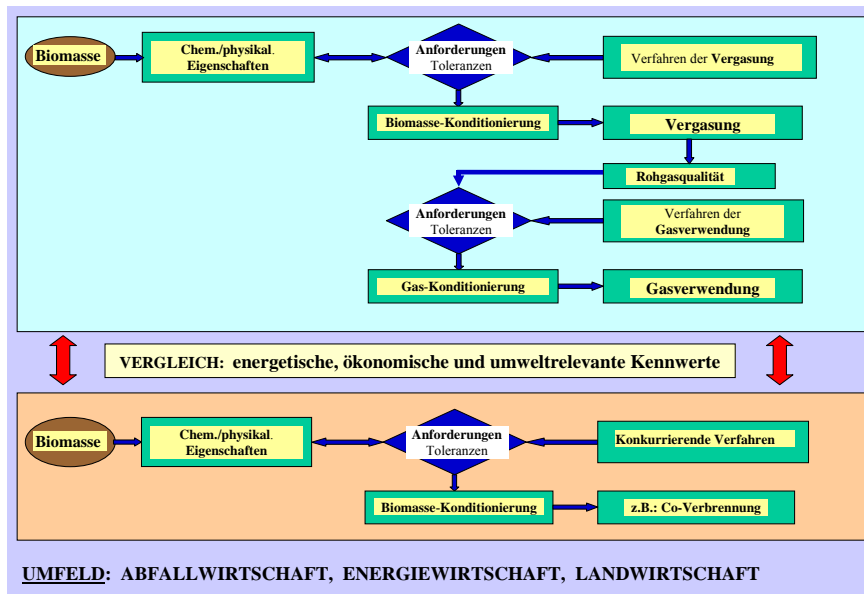 Biomasse
Chem./physikal.
Eigenschaften
Anforderungen
Toleranzen
Verfahren der Vergasung
Biomasse-Konditionierung
Vergasung
Rohgasqualität
Anforderungen
Toleranzen
Verfahren der
Gasverwendung
Gas-Konditionierung
Gasverwendung
VERGLEICH: energetische, ökonomische und umweltrelevante Kennwerte
Biomasse
Chem./physikal.
Eigenschaften
Anforderungen
Toleranzen
Konkurrierende Verfahren
Biomasse-Konditionierung
z.B.: Co-Verbrennung
UMFELD: ABFALLWIRTSCHAFT, ENERGIEWIRTSCHAFT, LANDWIRTSCHAFT